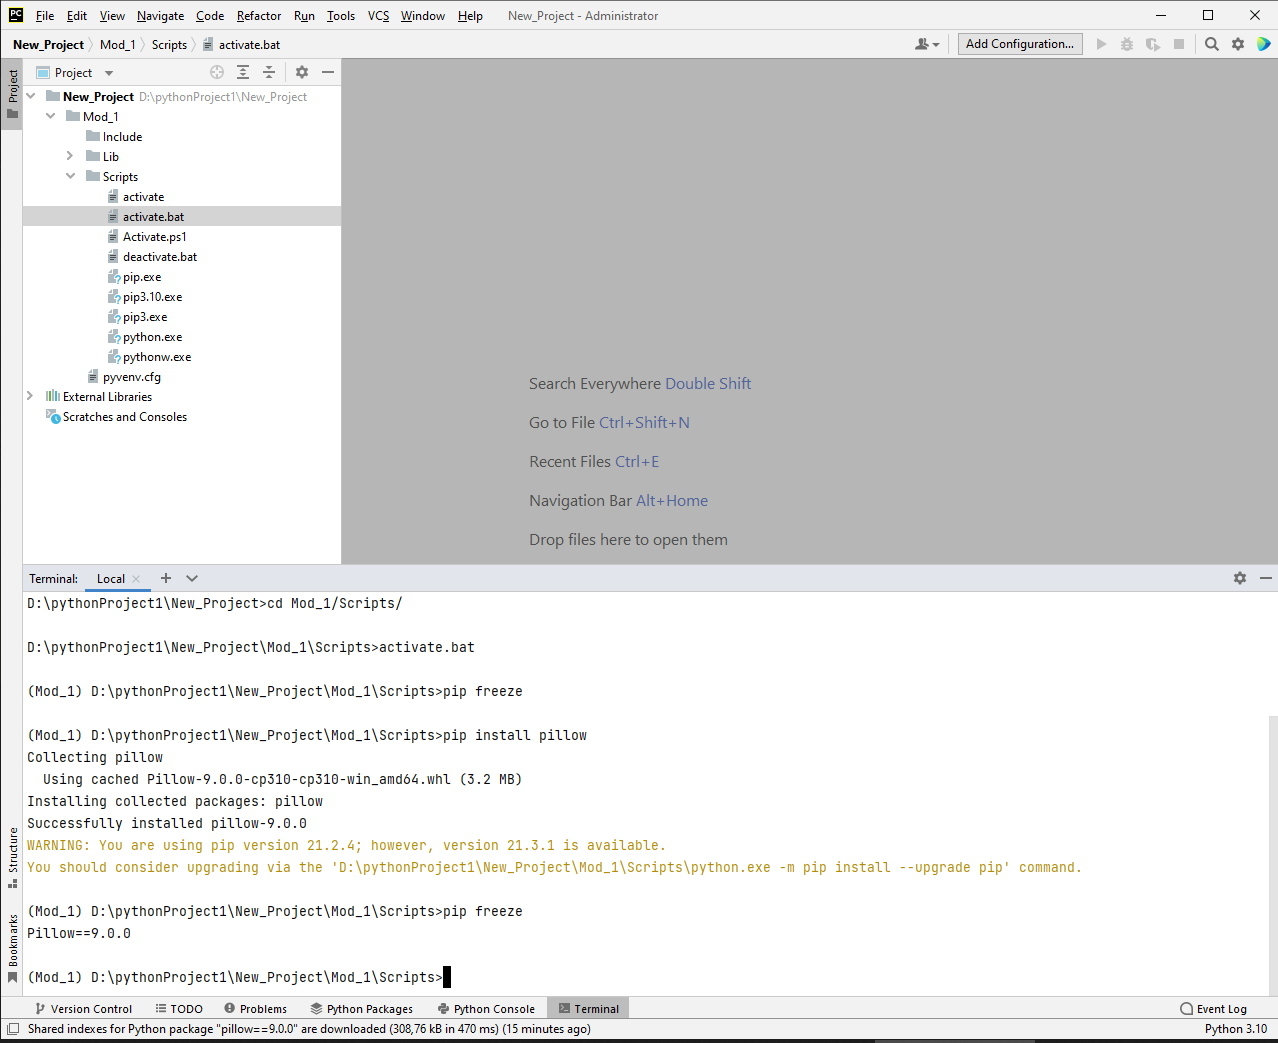 PC File Edit View Navigate Code Refactor Run Tools VCS Window Help New_Project - Administrator
New_Project Mod_1 Scripts activate.bat Add Configuration...
Project
Project
New_Project D:\pythonProject1\New_Project
Mod_1
Include
Lib
Scripts
activate
activate.bat
Activate.ps1
deactivate.bat
pip.exe
pip3.10.exe
pip3.exe
python.exe
pythonw.exe
pyvenv.cfg
External Libraries
Scratches and Consoles
Search Everywhere Double Shift
Go to File Ctrl+Shift+N
Recent Files Ctrl+E
Navigation Bar Alt+Home
Drop files here to open them
Terminal: Local
D:\pythonProject1\New_Project>cd Mod_1/Scripts/
D:\pythonProject1\New_Project\Mod_1\Scripts>activate.bat
(Mod_1) D:\pythonProject1\New_Project\Mod_1\Scripts>pip freeze
(Mod_1) D:\pythonProject1\New_Project\Mod_1\Scripts>pip install pillow
Collecting pillow
Using cached Pillow-9.0.0-cp310-cp310-win_amd64.whl (3.2 MB)
Installing collected packages: pillow
Successfully installed pillow-9.0.0
WARNING: You are using pip version 21.2.4; however, version 21.3.1 is available.
You should consider upgrading via the 'D:\pythonProject1\New_Project\Mod_1\Scripts\python.exe -m pip install --upgrade pip' command.
(Mod_1) D:\pythonProject1\New_Project\Mod_1\Scripts>pip freeze
Pillow==9.0.0
(Mod_1) D:\pythonProject1\New_Project\Mod_1\Scripts>
Structure
Bookmarks
Version Control TODO Problems Python Packages Python Console Terminal Event Log
Shared indexes for Python package "pillow==9.0.0" are downloaded (308,76 kB in 470 ms) (15 minutes ago) Python 3.10